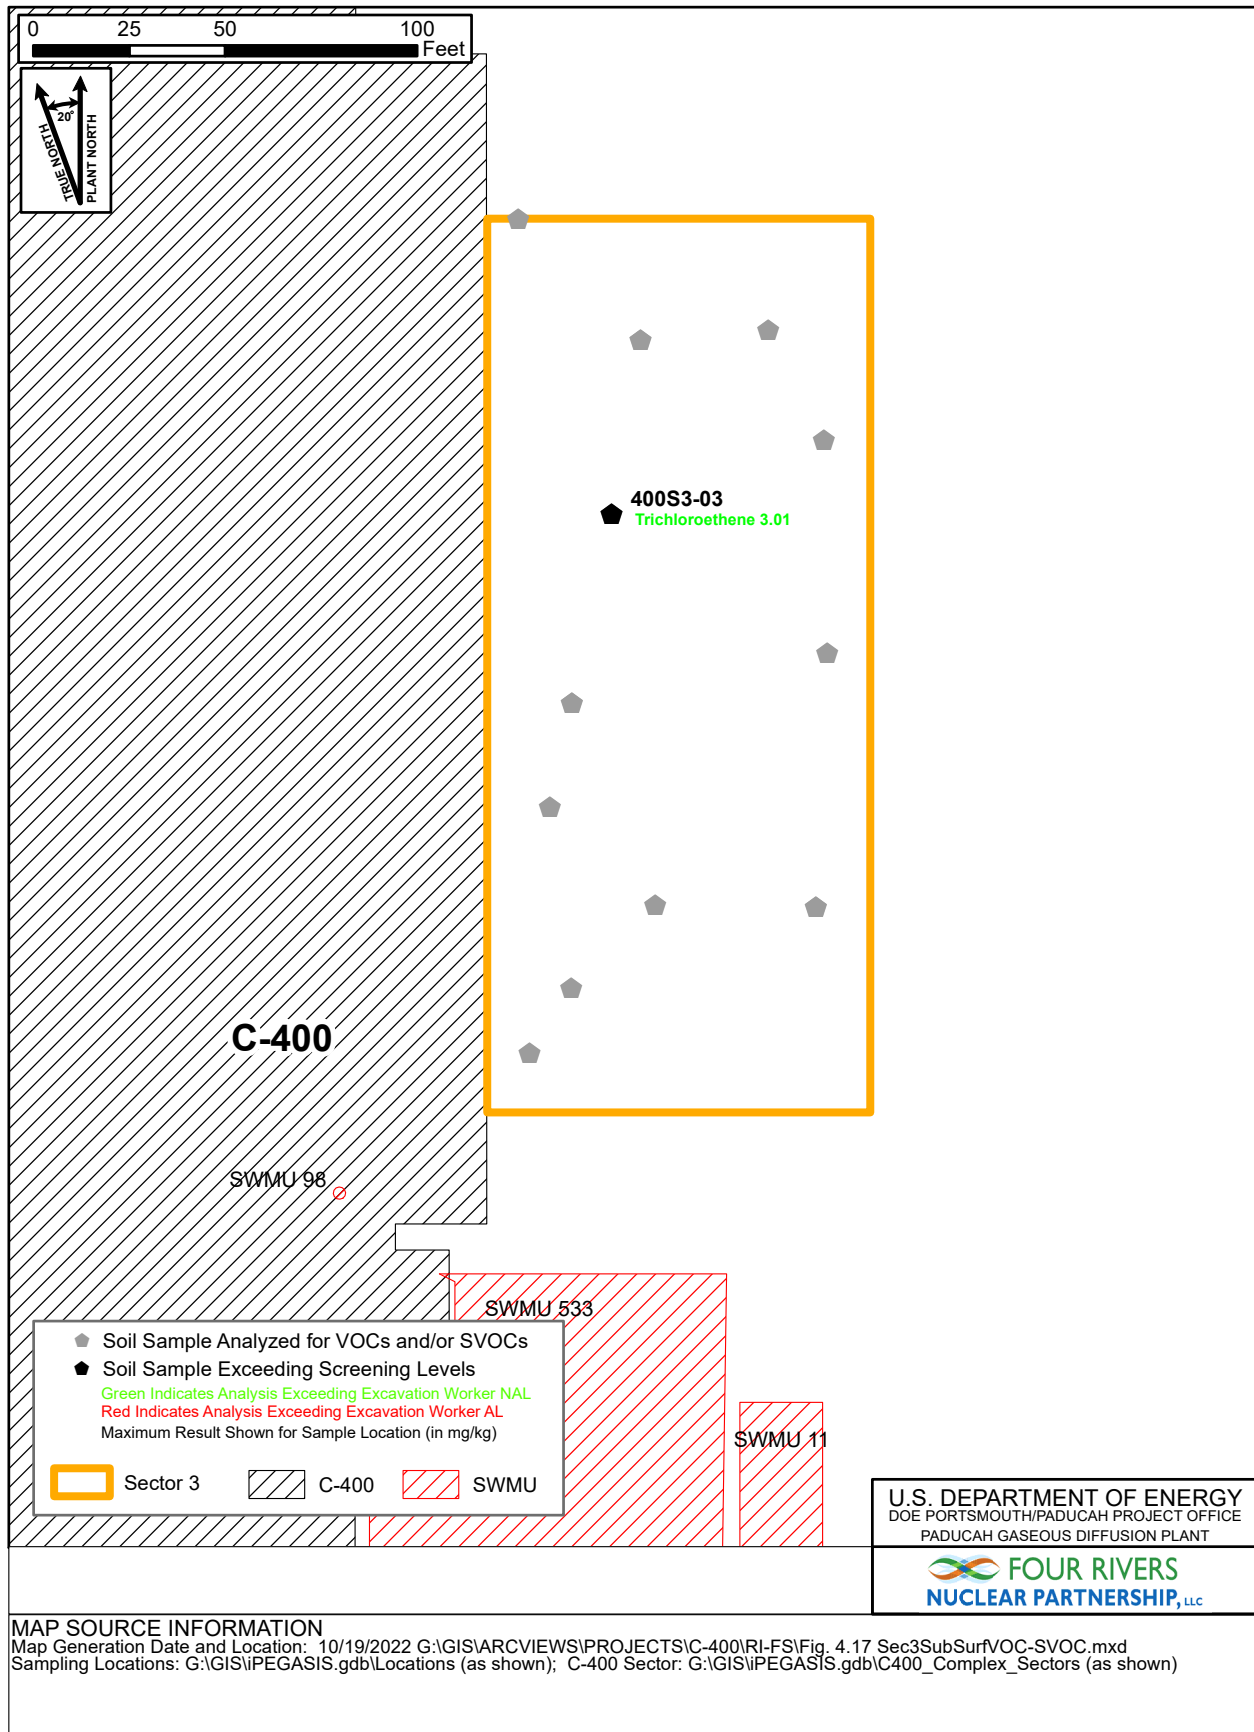 0 25 50 100
Feet
20°
TRUE NORTH
PLANT NORTH
400S3-03
Trichloroethene 3.01
C-400
SWMU 98
SWMU 533
SWMU 11
Soil Sample Analyzed for VOCs and/or SVOCs
Soil Sample Exceeding Screening Levels
Green Indicates Analysis Exceeding Excavation Worker NAL
Red Indicates Analysis Exceeding Excavation Worker AL
Maximum Result Shown for Sample Location (in mg/kg)
Sector 3 C-400 SWMU
U.S. DEPARTMENT OF ENERGY
DOE PORTSMOUTH/PADUCAH PROJECT OFFICE
PADUCAH GASEOUS DIFFUSION PLANT
FOUR RIVERS
NUCLEAR PARTNERSHIP, LLC
MAP SOURCE INFORMATION
Map Generation Date and Location: 10/19/2022 G:\GIS\ARCVIEWS\PROJECTS\C-400\RI-FS\Fig. 4.17 Sec3SubSurfVOC-SVOC.mxd
Sampling Locations: G:\GIS\iPEGASIS.gdb\Locations (as shown); C-400 Sector: G:\GIS\iPEGASIS.gdb\C400_Complex_Sectors (as shown)